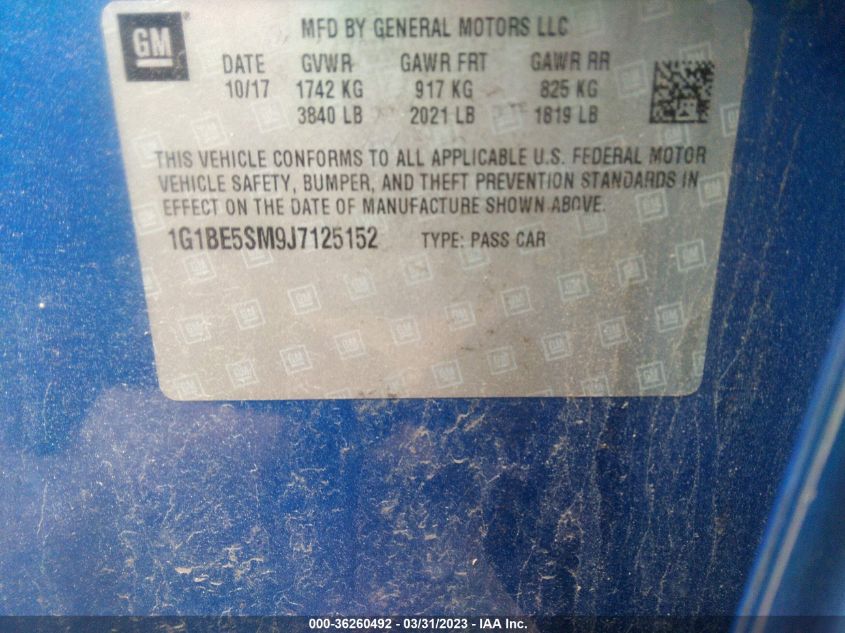 GM ® MFD BY GENERAL MOTORS LLC
DATE GVWR GAWR FRT GAWR RR
10/17 1742 KG 917 KG 825 KG
3840 LB 2021 LB 1819 LB
THIS VEHICLE CONFORMS TO ALL APPLICABLE U.S. FEDERAL MOTOR
VEHICLE SAFETY, BUMPER, AND THEFT PREVENTION STANDARDS IN
EFFECT ON THE DATE OF MANUFACTURE SHOWN ABOVE.
1G1BE5SM9J7125152 TYPE: PASS CAR
000-36260492 - 03/31/2023 - IAA Inc.